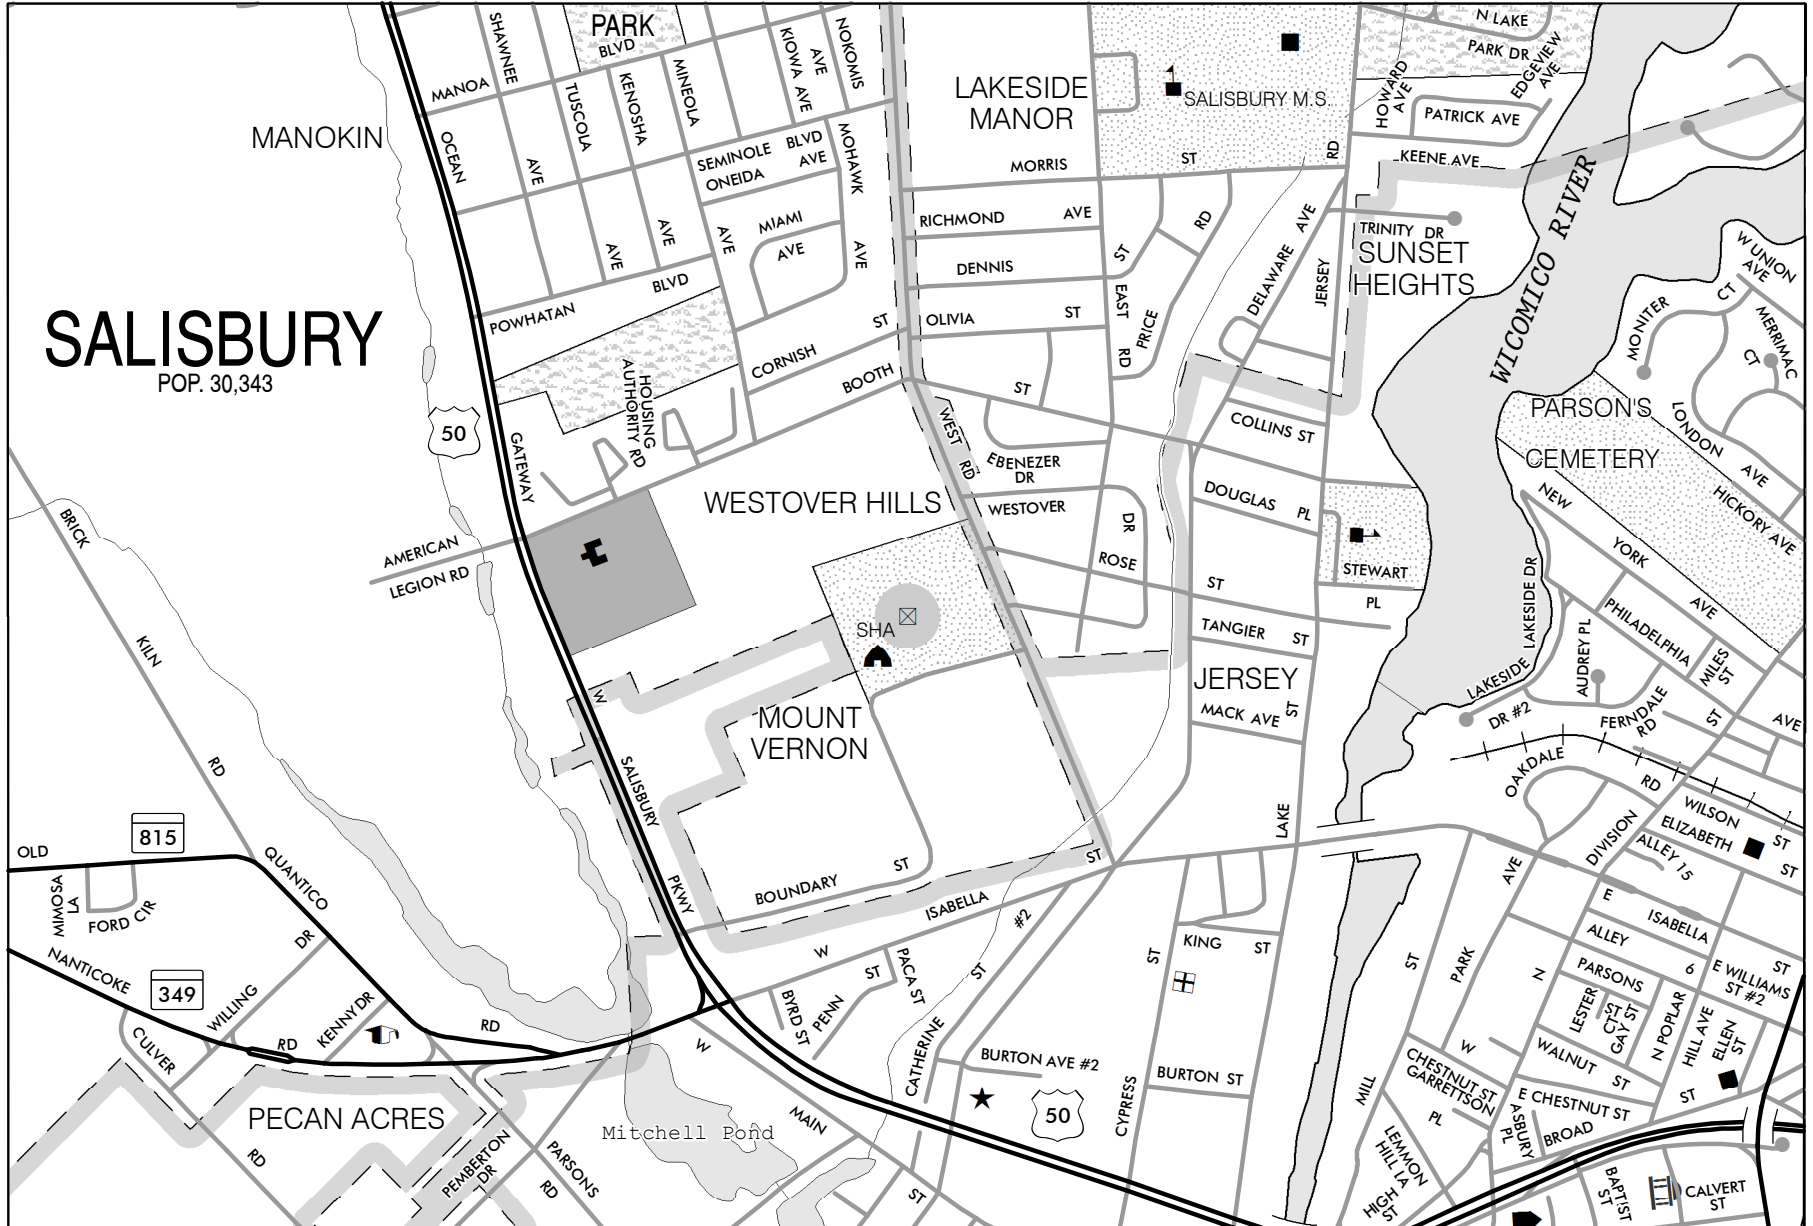 PARK
BLVD
SHAWNEE
AVE
MANOA
TUSCOLA
AVE
KENOSHA
AVE
MINEOLA
AVE
KIOWA AVE
AVE
NOKOMIS
MANOKIN
OCEAN
GATEWAY
SEMINOLE BLVD
ONEIDA AVE
MOHAWK
AVE
MIAMI
AVE
POWHATAN BLVD
LAKESIDE
MANOR
SALISBURY M.S.
MORRIS ST
N LAKE
PARK DR
EDGEVIEW
AVE
HOWARD
AVE
PATRICK AVE
KEENE AVE
JERSEY RD
RICHMOND AVE
DENNIS
OLIVIA ST
ST
EAST
RD
PRICE
RD
DELAWARE AVE
TRINITY DR
SUNSET
HEIGHTS
WICOMICO RIVER
W UNION
AVE
MONITER CT
MERRIMAC
CT
SALISBURY
POP. 30,343
50
HOUSING
AUTHORITY RD
CORNISH ST
BOOTH ST
WEST RD
EBENEZER
DR
COLLINS ST
PARSON'S
CEMETERY
LONDON AVE
HICKORY AVE
WESTOVER HILLS
WESTOVER DR
DOUGLAS PL
STEWART
PL
NEW YORK AVE
BRICK KILN RD
AMERICAN
LEGION RD
ROSE ST
TANGIER ST
SHA
LAKESIDE DR
LAKESIDE
DR #2
AUDREY PL
PHILADELPHIA
AVE
MILES
ST
FERNDALE
RD
JERSEY
MACK AVE
MOUNT
VERNON
W SALISBURY PKWY
OAKDALE RD
WILSON ST
ELIZABETH ST
ALLEY 15
DIVISION
ST
N
LAKE
ST
OLD
815
QUANTICO
RD
MIMOSA
LA
FORD CIR
BOUNDARY ST
W ISABELLA ST
E ISABELLA
ST
NANTICOKE
RD
349
DR
WILLING
KENNY DR
CULVER
RD
PECAN ACRES
PEMBERTON
DR
PARSONS
RD
Mitchell Pond
W MAIN
ST
BYRD ST
PENN ST
PACA ST
CATHERINE ST
#2
BURTON AVE #2
50
KING ST
BURTON ST
CYPRESS
ST
MILL
ST
PARK
AVE
ALLEY 6
PARSONS
E WILLIAMS
ST #2
LESTER
ST
CTS
GAY ST
N POPLAR
HILL AVE
ELLEN
ST
WALNUT ST
W
CHESTNUT ST
GARRETTSON
PL
E CHESTNUT ST
ASBURY
PL
BROAD
ST
LEMMON
HILL LA
HIGH
ST
BAPTIST
ST
CALVERT
ST